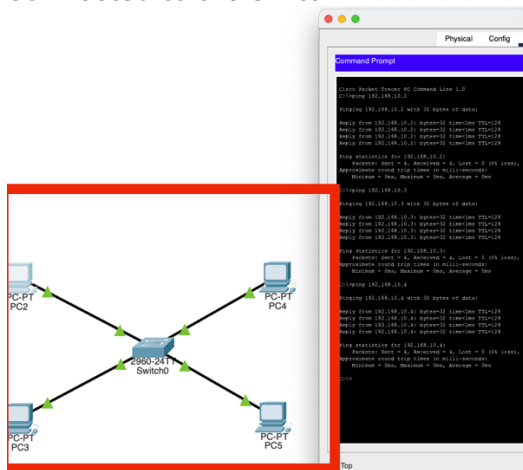 Physical Config
Command Prompt
Cisco Packet Tracer PC Command Line 1.0
C:\>ping 192.168.10.2
Pinging 192.168.10.2 with 32 bytes of data:
Reply from 192.168.10.2: bytes=32 time<1ms TTL=128
Reply from 192.168.10.2: bytes=32 time<1ms TTL=128
Reply from 192.168.10.2: bytes=32 time<1ms TTL=128
Reply from 192.168.10.2: bytes=32 time<1ms TTL=128
Ping statistics for 192.168.10.2:
Packets: Sent = 4, Received = 4, Lost = 0 (0% loss),
Approximate round trip times in milli-seconds:
Minimum = 0ms, Maximum = 0ms, Average = 0ms
C:\>ping 192.168.10.3
Pinging 192.168.10.3 with 32 bytes of data:
Reply from 192.168.10.3: bytes=32 time<1ms TTL=128
Reply from 192.168.10.3: bytes=32 time<1ms TTL=128
Reply from 192.168.10.3: bytes=32 time<1ms TTL=128
Reply from 192.168.10.3: bytes=32 time<1ms TTL=128
Ping statistics for 192.168.10.3:
Packets: Sent = 4, Received = 4, Lost = 0 (0% loss),
Approximate round trip times in milli-seconds:
Minimum = 0ms, Maximum = 0ms, Average = 0ms
C:\>ping 192.168.10.4
Pinging 192.168.10.4 with 32 bytes of data:
Reply from 192.168.10.4: bytes=32 time<1ms TTL=128
Reply from 192.168.10.4: bytes=32 time<1ms TTL=128
Reply from 192.168.10.4: bytes=32 time<1ms TTL=128
Reply from 192.168.10.4: bytes=32 time<1ms TTL=128
Ping statistics for 192.168.10.4:
Packets: Sent = 4, Received = 4, Lost = 0 (0% loss),
Approximate round trip times in milli-seconds:
Minimum = 0ms, Maximum = 0ms, Average = 0ms
C:\>
Top
PC-PT
PC2
PC-PT
PC4
2960-24TT
Switch0
PC-PT
PC3
PC-PT
PC5